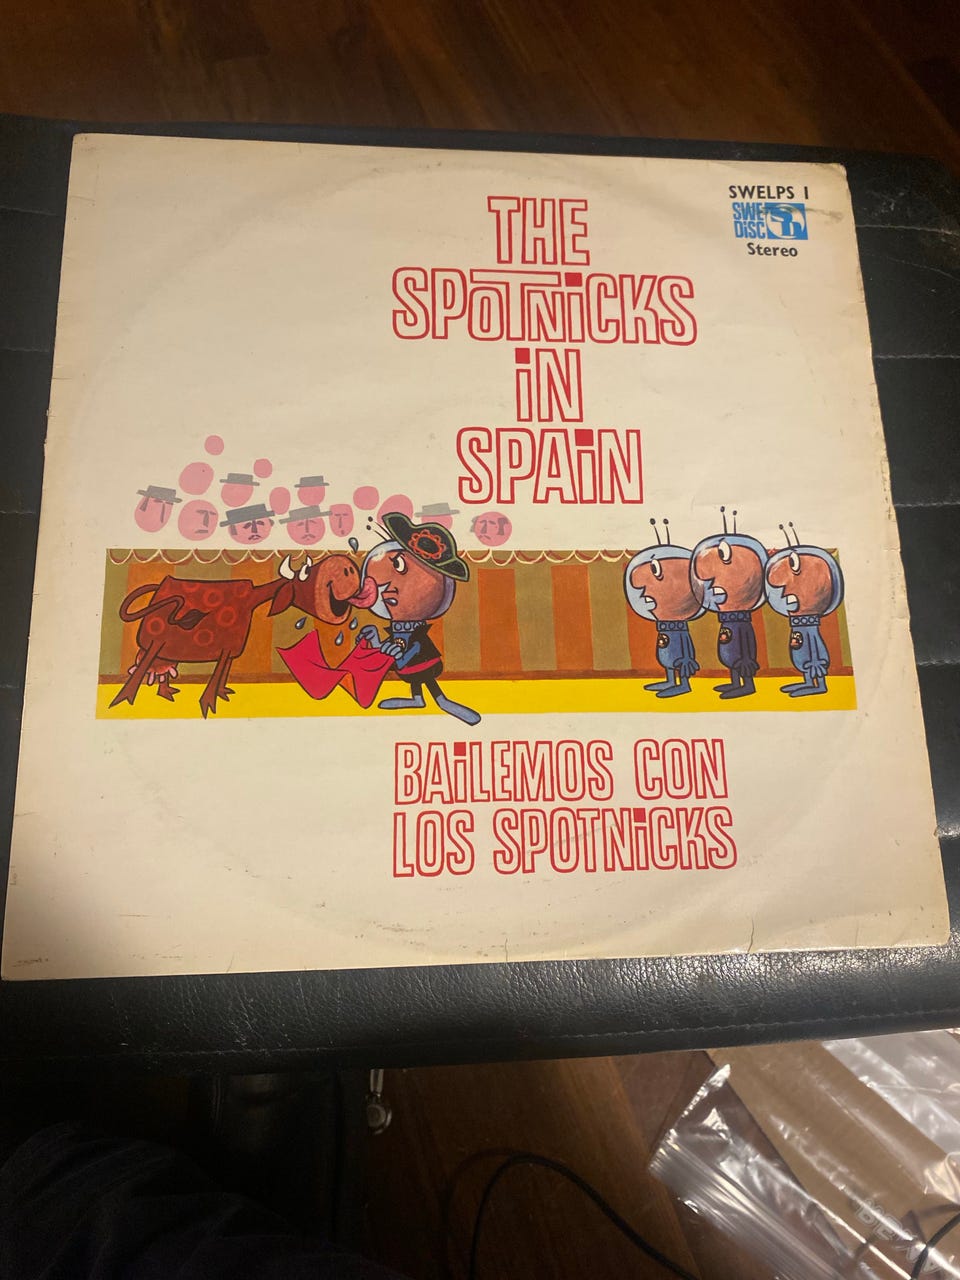 SWELPS 1
SWE
DISC
Stereo
THE
SPOTNiCKS
iN
SPAiN
BAiLEMOS CON
LOS SPOTNiCKS